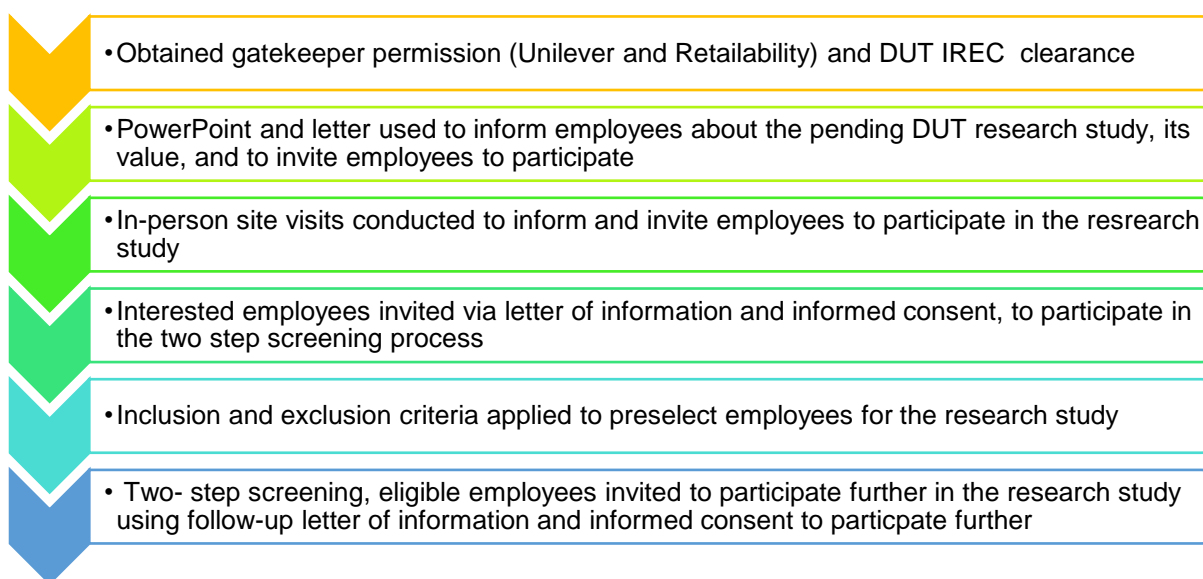 •Obtained gatekeeper permission (Unilever and Retailability) and DUT IREC  clearance
•PowerPoint and letter used to inform employees about the pending DUT research study, its
value, and to invite employees to participate
•In-person site visits conducted to inform and invite employees to participate in the resrearch
study
•Interested employees invited via letter of information and informed consent, to participate in
the two step screening process
•Inclusion and exclusion criteria applied to preselect employees for the research study
• Two- step screening, eligible employees invited to participate further in the research study
using follow-up letter of information and informed consent to particpate further